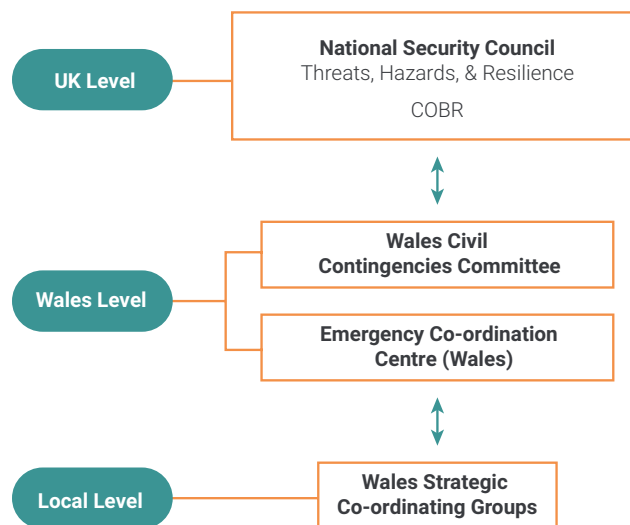 UK Level
National Security Council
Threats, Hazards, & Resilience
COBR
Wales Level
Wales Civil
Contingencies Committee
Emergency Co-ordination
Centre (Wales)
Local Level
Wales Strategic
Co-ordinating Groups